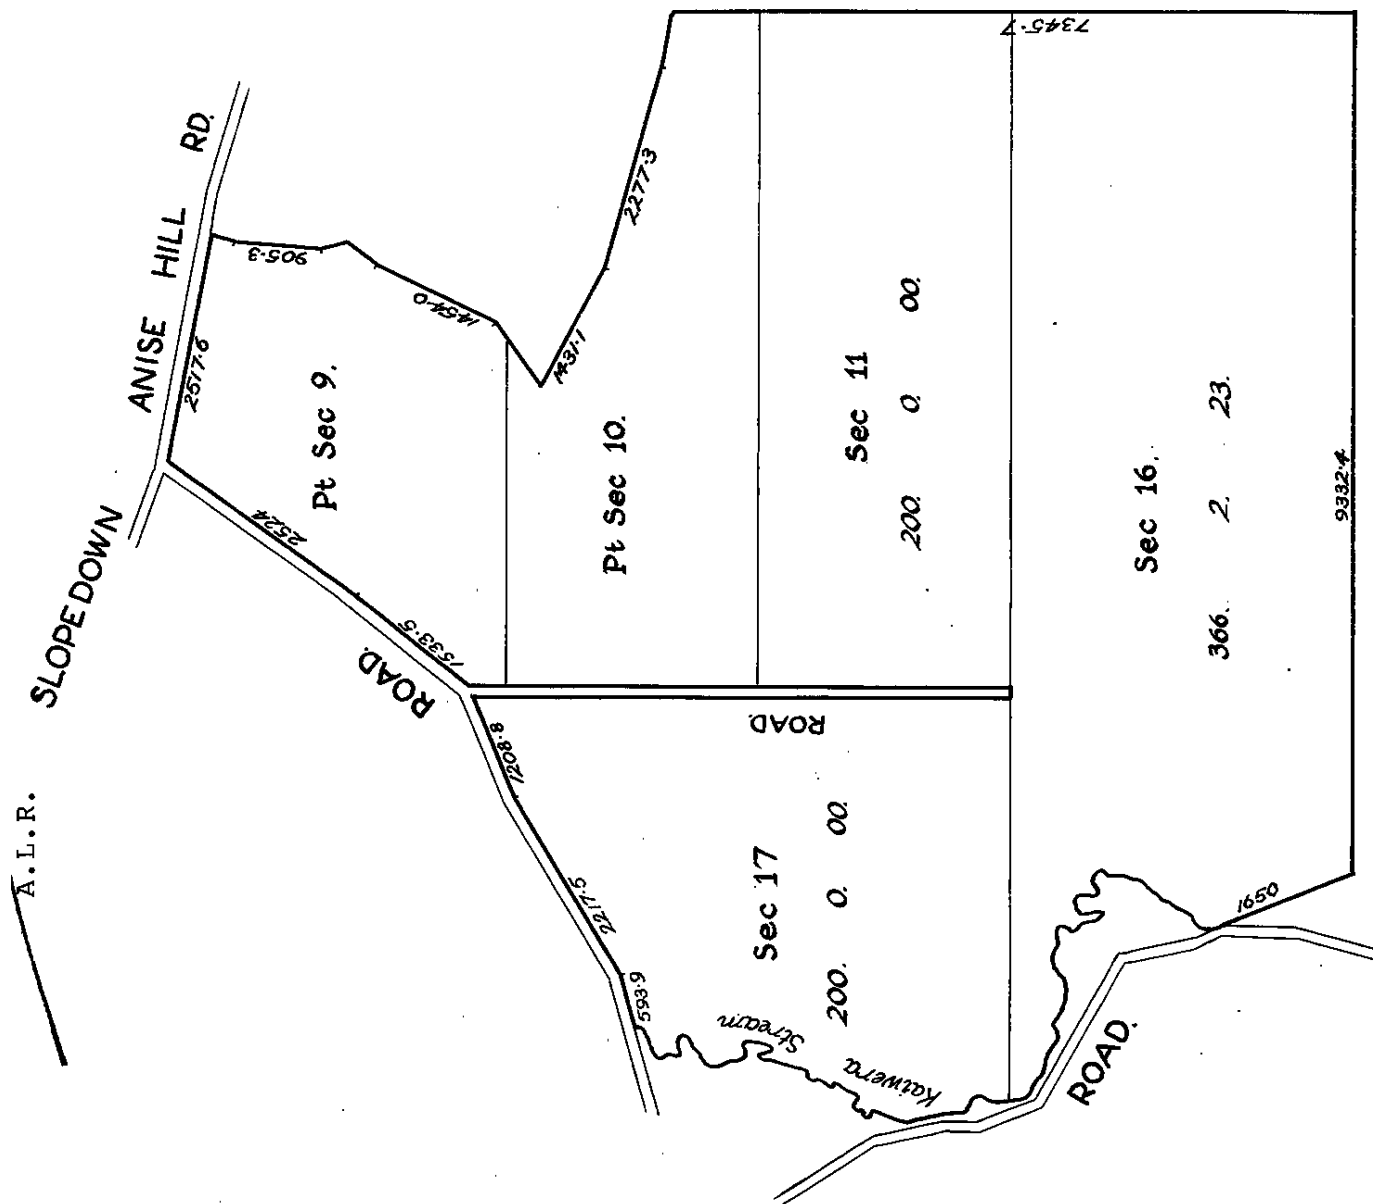 A.L.R.
SLOPEDOWN
ANISE HILL RD.
2517.6
905.3
1454.0
1431.1
2277.3
7345.7
2524
1533.5
ROAD.
Pt Sec 9.
Pt Sec 10.
Sec 11
200. 0. 00.
Sec 16.
366. 2. 23.
9332.4
1650
ROAD.
1208.8
2217.5
593.9
Sec 17
200. 0. 00.
Kaiwera Stream
ROAD.